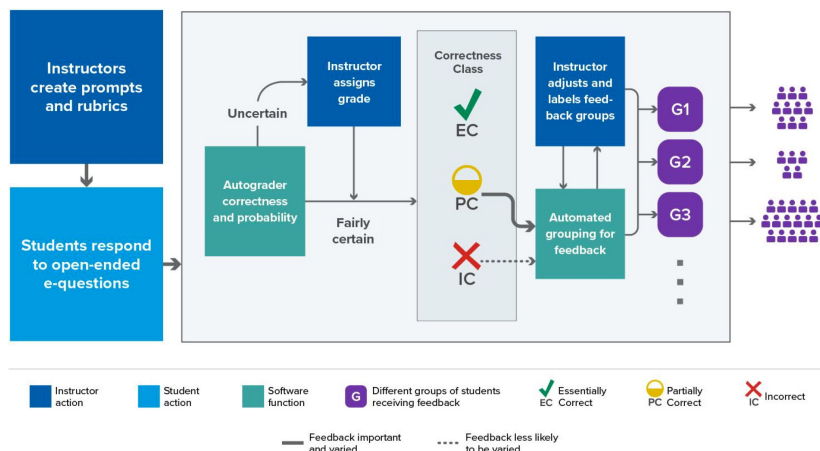 Instructors
create prompts
and rubrics
Students respond
to open-ended
e-questions
Uncertain
Autograder
correctness
and probability
Instructor
assigns
grade
Fairly
certain
Correctness
Class
EC
PC
IC
Instructor
adjusts and
labels feed-
back groups
Automated
grouping for
feedback
G1
G2
G3
Instructor
action
Student
action
Software
function
G
Different groups of students
receiving feedback
EC
Essentially
Correct
PC
Partially
Correct
IC
Incorrect
Feedback important
and varied
Feedback less likely
to be varied